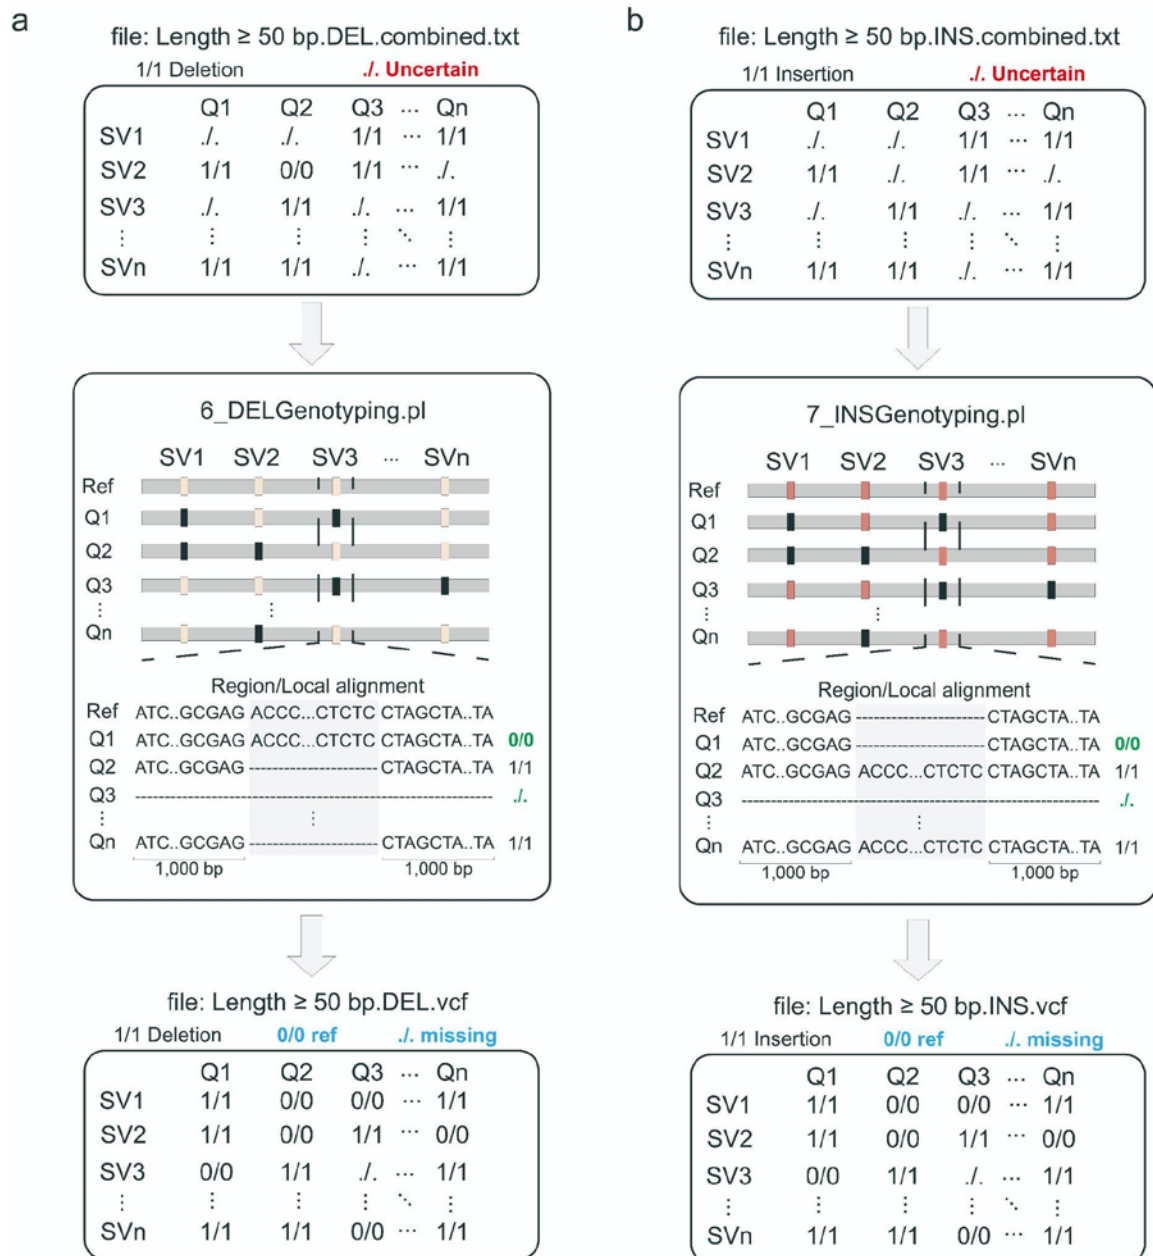 a
file: Length ≥ 50 bp.DEL.combined.txt
1/1 Deletion ./. Uncertain
Q1 Q2 Q3 ... Qn
SV1 ./. ./. 1/1 ... 1/1
SV2 1/1 0/0 1/1 ... ./.
SV3 ./. 1/1 ./. ... 1/1
⋮ ⋮ ⋮ ⋮ ⋱ ⋮
SVn 1/1 1/1 ./. ... 1/1
6_DELGenotyping.pl
SV1 SV2 SV3 ... SVn
Ref
Q1
Q2
Q3
⋮ ⋮
Qn
Region/Local alignment
Ref ATC..GCGAG ACCC...CTCTC CTAGCTA..TA
Q1 ATC..GCGAG ACCC...CTCTC CTAGCTA..TA 0/0
Q2 ATC..GCGAG ---------------------- CTAGCTA..TA 1/1
Q3 ------------------------------------------------------------ ./.
⋮ ⋮
Qn ATC..GCGAG ---------------------- CTAGCTA..TA 1/1
1,000 bp 1,000 bp
file: Length ≥ 50 bp.DEL.vcf
1/1 Deletion 0/0 ref ./. missing
Q1 Q2 Q3 ... Qn
SV1 1/1 0/0 0/0 ... 1/1
SV2 1/1 0/0 1/1 ... 0/0
SV3 0/0 1/1 ./. ... 1/1
⋮ ⋮ ⋮ ⋮ ⋱ ⋮
SVn 1/1 1/1 0/0 ... 1/1
b
file: Length ≥ 50 bp.INS.combined.txt
1/1 Insertion ./. Uncertain
Q1 Q2 Q3 ... Qn
SV1 ./. ./. 1/1 ... 1/1
SV2 1/1 ./. 1/1 ... ./.
SV3 ./. 1/1 ./. ... 1/1
⋮ ⋮ ⋮ ⋮ ⋱ ⋮
SVn 1/1 1/1 ./. ... 1/1
7_INSGenotyping.pl
SV1 SV2 SV3 ... SVn
Ref
Q1
Q2
Q3
⋮ ⋮
Qn
Region/Local alignment
Ref ATC..GCGAG ---------------------- CTAGCTA..TA
Q1 ATC..GCGAG ---------------------- CTAGCTA..TA 0/0
Q2 ATC..GCGAG ACCC...CTCTC CTAGCTA..TA 1/1
Q3 ------------------------------------------------------------ ./.
⋮ ⋮
Qn ATC..GCGAG ACCC...CTCTC CTAGCTA..TA 1/1
1,000 bp 1,000 bp
file: Length ≥ 50 bp.INS.vcf
1/1 Insertion 0/0 ref ./. missing
Q1 Q2 Q3 ... Qn
SV1 1/1 0/0 0/0 ... 1/1
SV2 1/1 0/0 1/1 ... 0/0
SV3 0/0 1/1 ./. ... 1/1
⋮ ⋮ ⋮ ⋮ ⋱ ⋮
SVn 1/1 1/1 0/0 ... 1/1